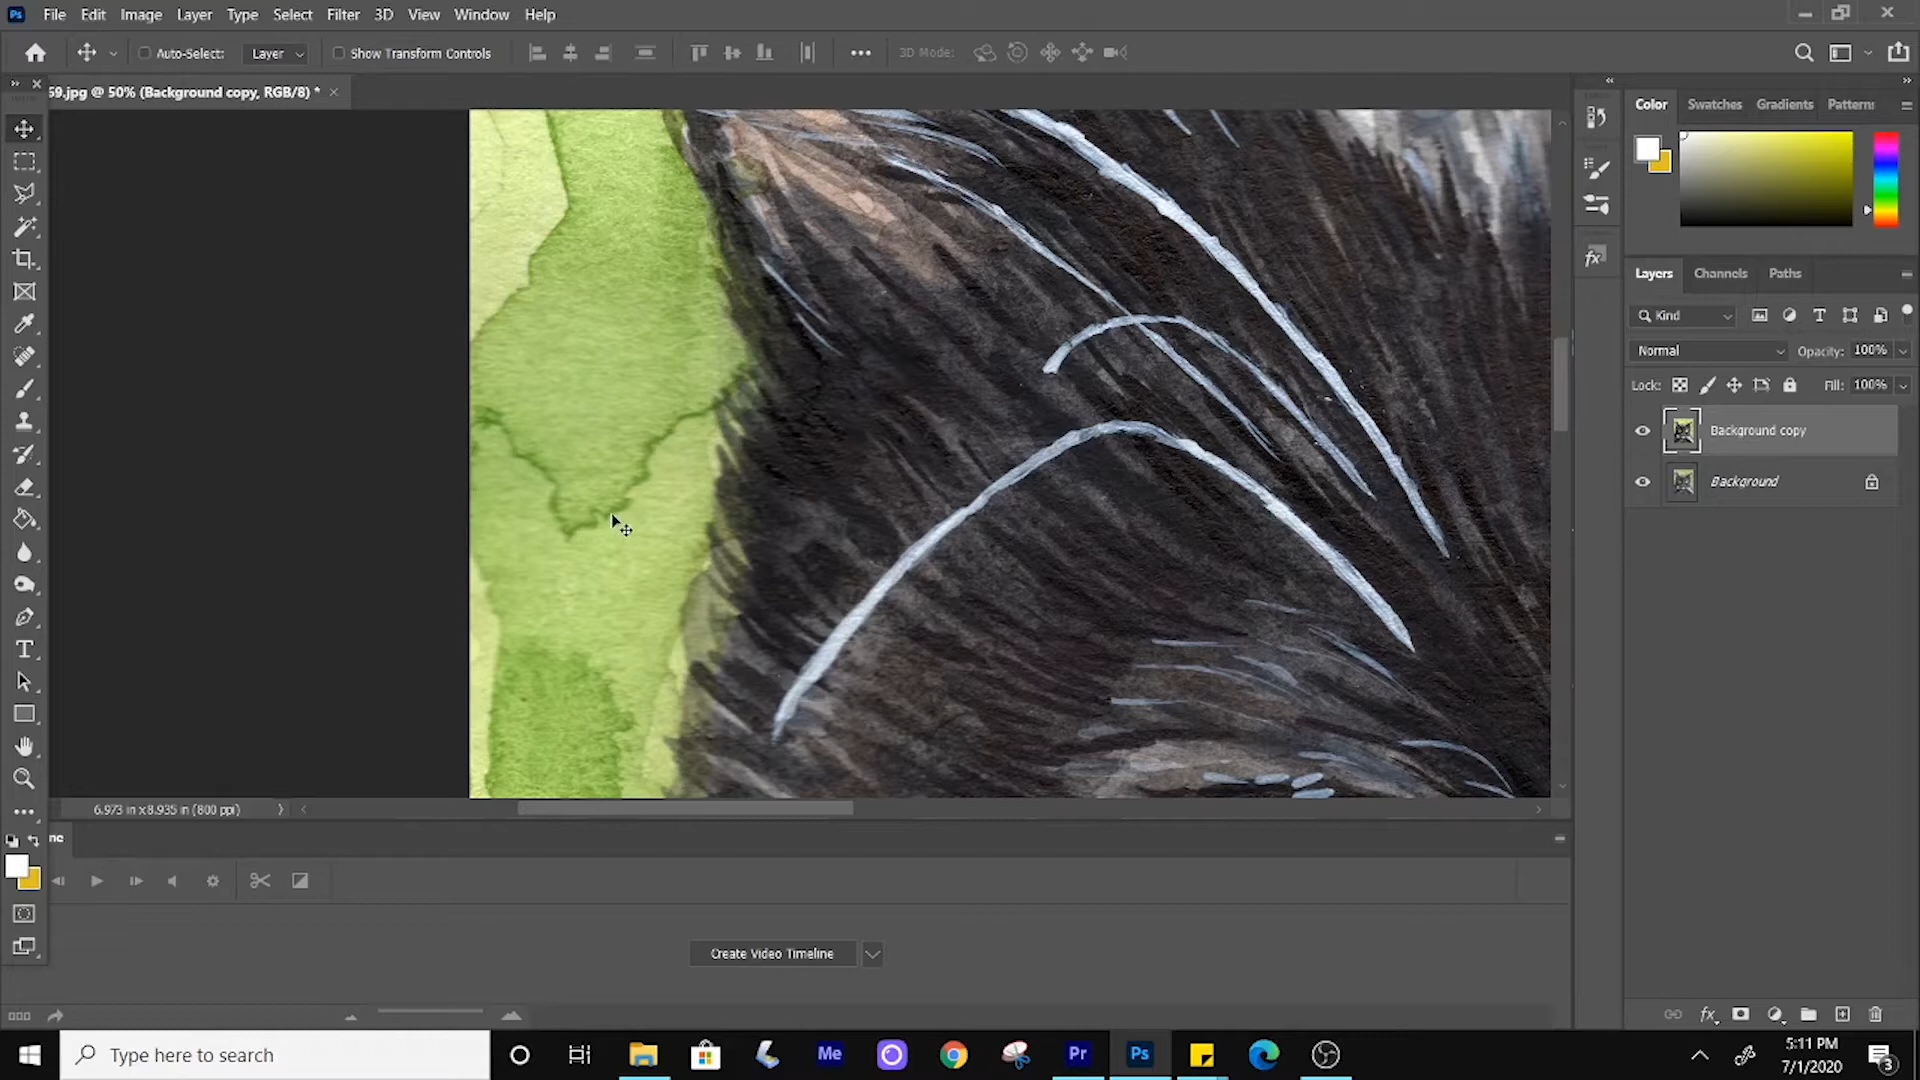 Ps File Edit Image Layer Type Select Filter 3D View Window Help
Auto-Select: Layer Show Transform Controls 3D Mode:
59.jpg @ 50% (Background copy, RGB/8) *
Color Swatches Gradients Patterns
Layers Channels Paths
Kind
Normal Opacity: 100%
Lock: Fill: 100%
Background copy
Background
6.973 in x 8.935 in (800 ppi)
ne
Create Video Timeline
Type here to search
Me Pr Ps
5:11 PM
7/1/2020
3